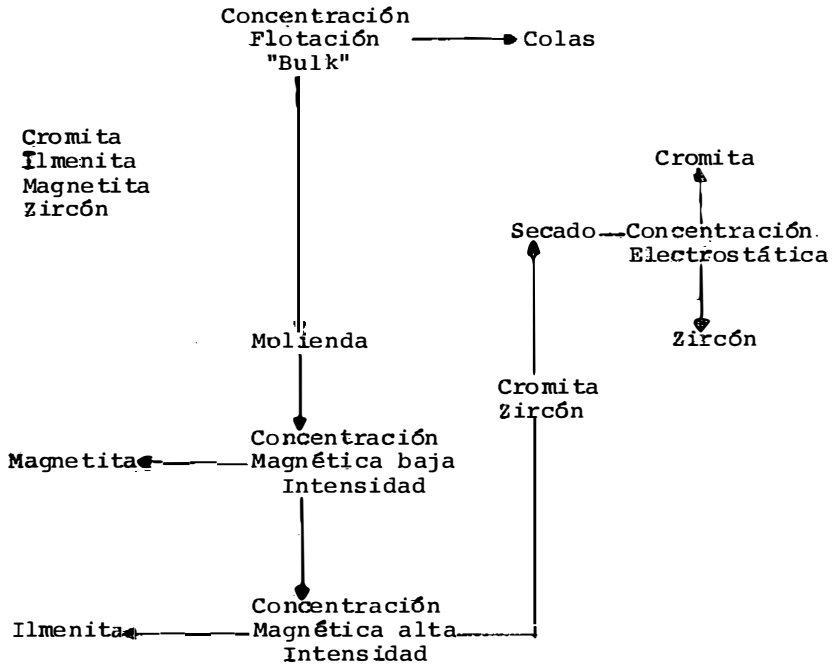 Concentración
Flotación
"Bulk"
Colas
Cromita
Ilmenita
Magnetita
Zircón
Cromita
Secado
Concentración
Electrostática
Zircón
Molienda
Cromita
Zircón
Magnetita
Concentración
Magnética baja
Intensidad
Ilmenita
Concentración
Magnética alta
Intensidad